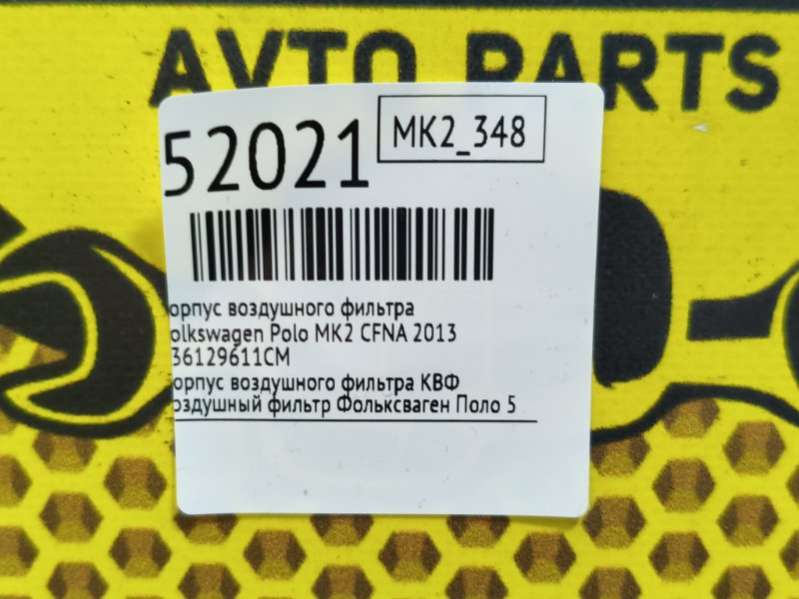 AVTO PARTS
52021
MK2_348
орпус воздушного фильтра
olkswagen Polo MK2 CFNA 2013
36129611CM
орпус воздушного фильтра КВФ
оздушный фильтр Фольксваген Поло 5